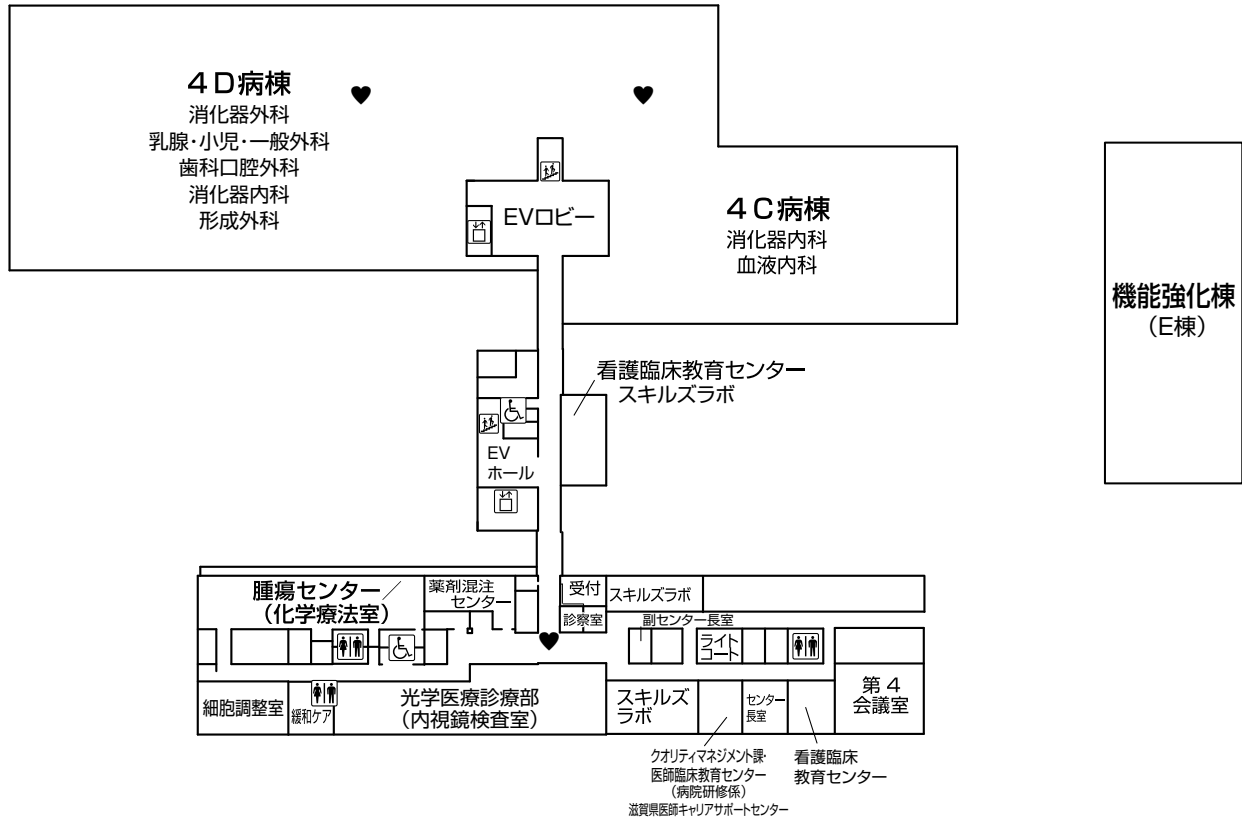 4D病棟
消化器外科
乳腺・小児・一般外科
歯科口腔外科
消化器内科
形成外科
EVロビー
4C病棟
消化器内科
血液内科
機能強化棟
（E棟）
看護臨床教育センター
スキルズラボ
EV
ホール
腫瘍センター
（化学療法室）
薬剤混注
センター
受付
スキルズラボ
診察室
副センター長室
ライト
コート
細胞調整室
緩和ケア
光学医療診療部
（内視鏡検査室）
スキルズ
ラボ
センター
長室
第4
会議室
クオリティマネジメント課・
医師臨床教育センター
（病院研修係）
滋賀県医師キャリアサポートセンター
看護臨床
教育センター